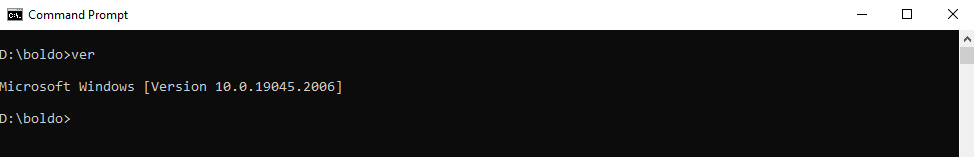 Command Prompt
D:\boldo>ver
Microsoft Windows [Version 10.0.19045.2006]
D:\boldo>